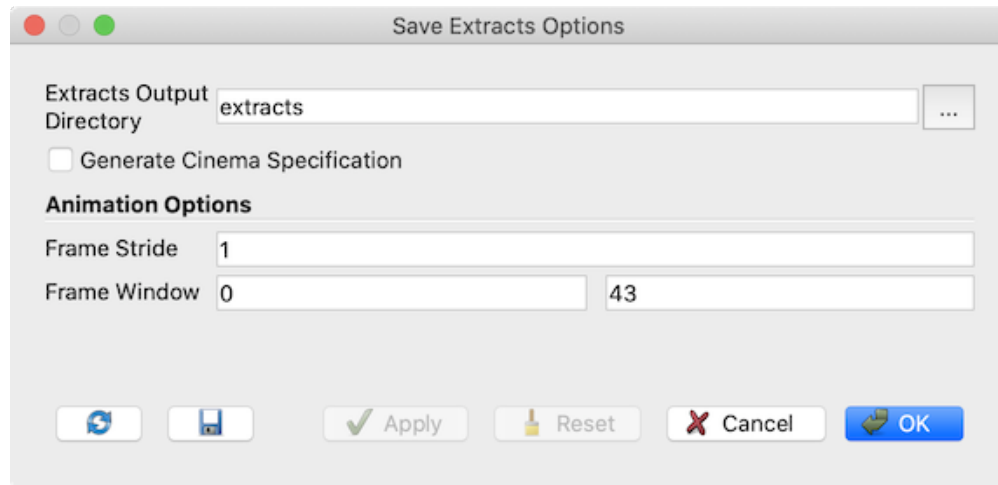 Save Extracts Options
Extracts Output
Directory
extracts
...
Generate Cinema Specification
Animation Options
Frame Stride
1
Frame Window
0
43
Apply
Reset
Cancel
OK